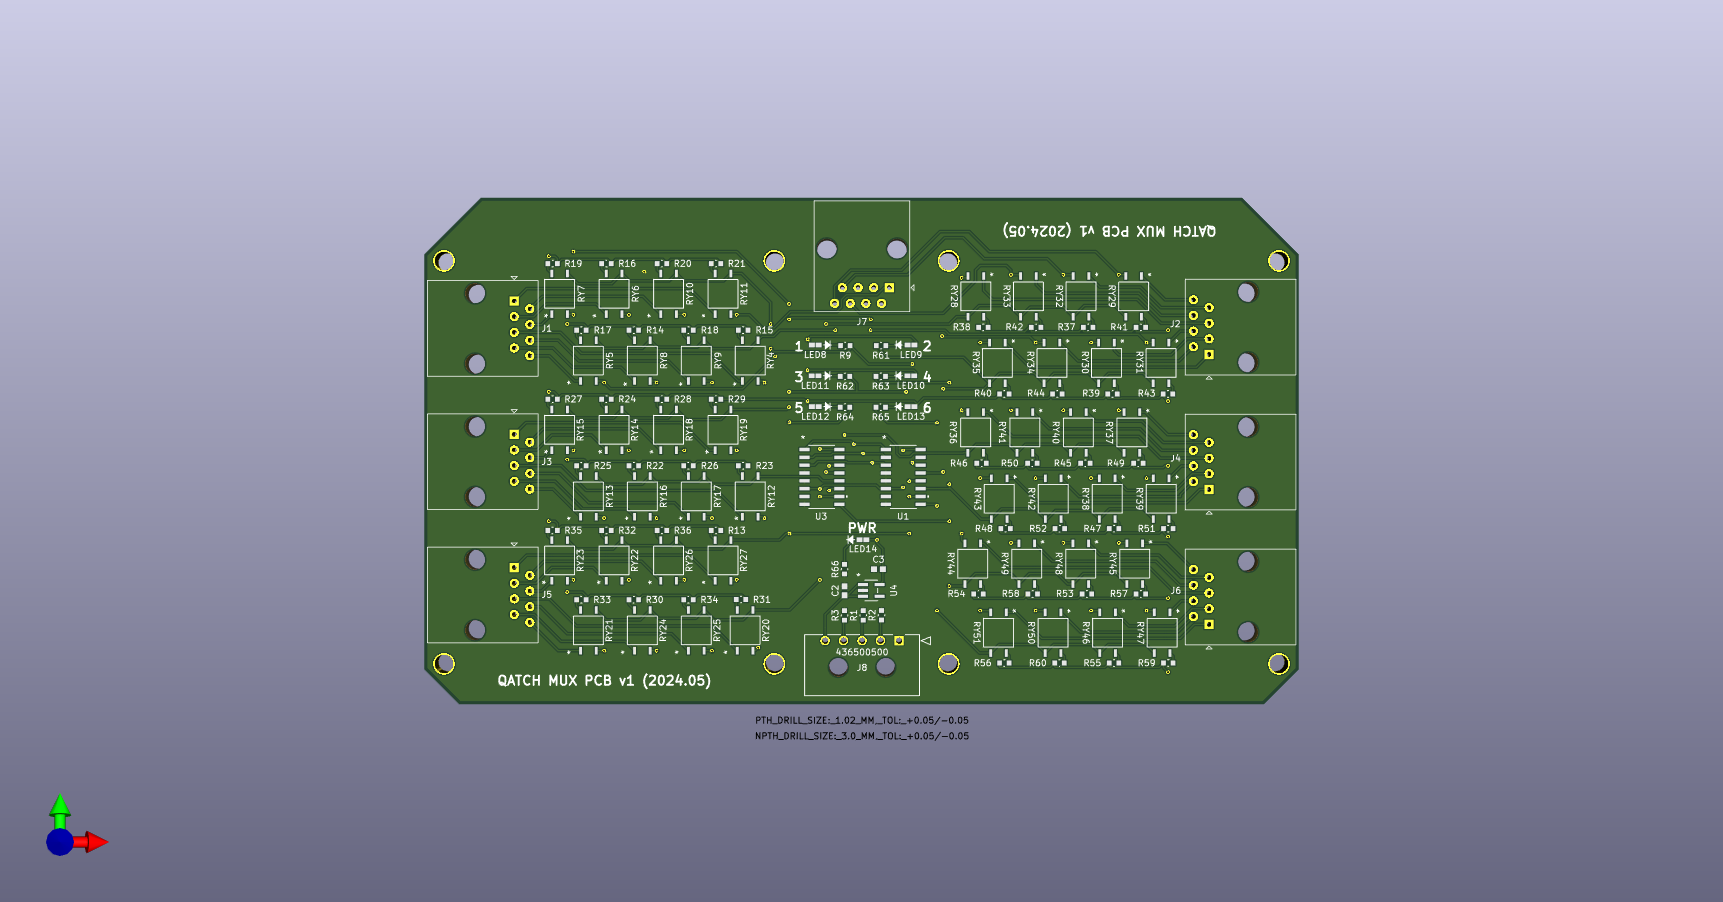 QATCH MUX PCB v1 (2024.05)
R19 R16 R20 R21
RY7 RY6 RY10 RY11
RY28 RY33 RY32 RY29
J1 J7 J2
R17 R14 R18 R15
R38 R42 R37 R41
RY5 RY8 RY9 RY4
RY35 RY34 RY30 RY31
1 LED8 R9 R61 LED9 2
3 LED11 R62 R63 LED10 4
R40 R44 R39 R43
R27 R24 R28 R29
5 LED12 R64 R65 LED13 6
RY15 RY14 RY18 RY19
RY36 RY41 RY40 RY37
J3 J4
R25 R22 R26 R23
R46 R50 R45 R49
RY13 RY16 RY17 RY12
RY43 RY42 RY38 RY39
U3 U1
R35 R32 R36 R13
PWR
R48 R52 R47 R51
LED14
RY23 RY22 RY26 RY27
C3
RY44 RY49 RY48 RY45
R66
C2 U4
J5 J6
R54 R58 R53 R57
R33 R30 R34 R31
R3 R1 R2
RY21 RY24 RY25 RY20
RY51 RY50 RY46 RY47
436500500
J8
R56 R60 R55 R59
QATCH MUX PCB v1 (2024.05)
PTH_DRILL_SIZE:_1.02_MM_TOL:_+0.05/-0.05
NPTH_DRILL_SIZE:_3.0_MM_TOL:_+0.05/-0.05